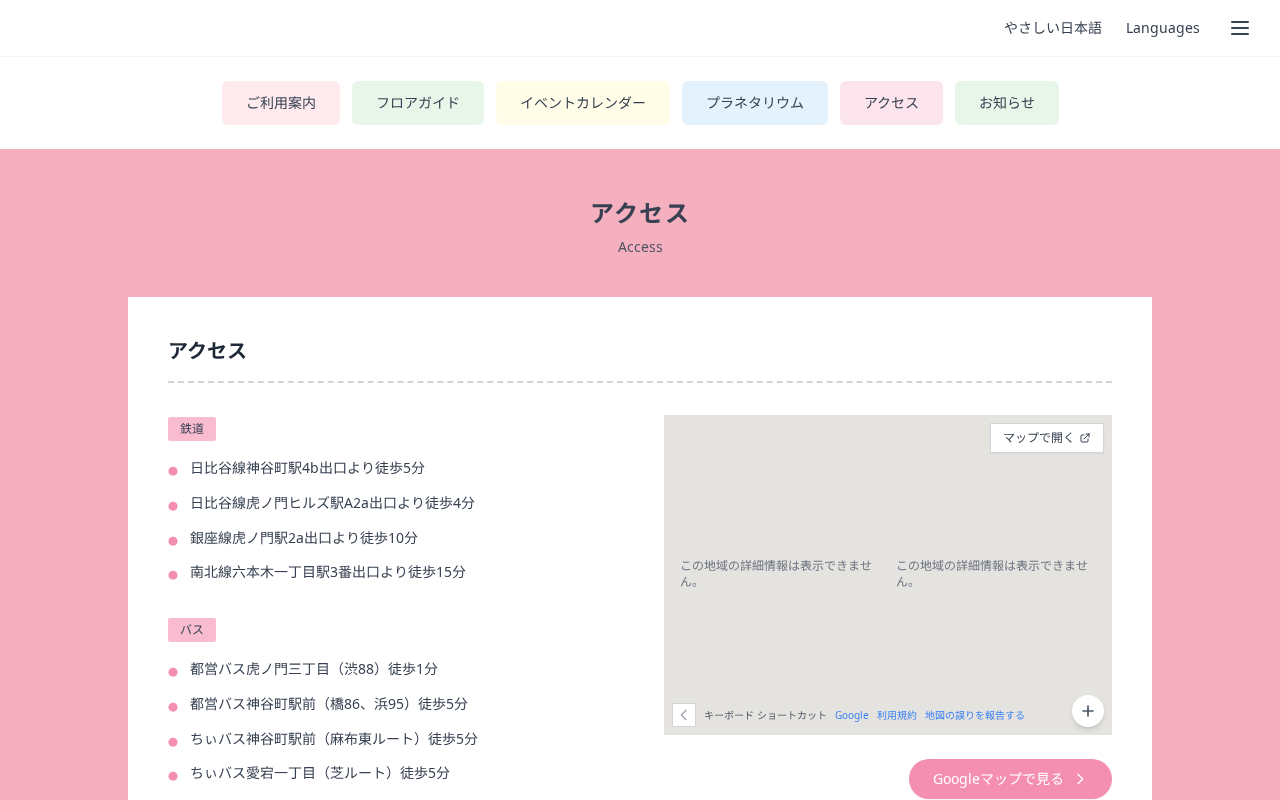 やさしい日本語
Languages
ご利用案内
フロアガイド
イベントカレンダー
プラネタリウム
アクセス
お知らせ
アクセス
Access
アクセス
鉄道
日比谷線神谷町駅4b出口より徒歩5分
日比谷線虎ノ門ヒルズ駅A2a出口より徒歩4分
銀座線虎ノ門駅2a出口より徒歩10分
南北線六本木一丁目駅3番出口より徒歩15分
バス
都営バス虎ノ門三丁目（渋88）徒歩1分
都営バス神谷町駅前（橋86、浜95）徒歩5分
ちぃバス神谷町駅前（麻布東ルート）徒歩5分
ちぃバス愛宕一丁目（芝ルート）徒歩5分
マップで開く
この地域の詳細情報は表示できませ
ん。
この地域の詳細情報は表示できませ
ん。
キーボード ショートカット
Google
利用規約
地図の誤りを報告する
Googleマップで見る